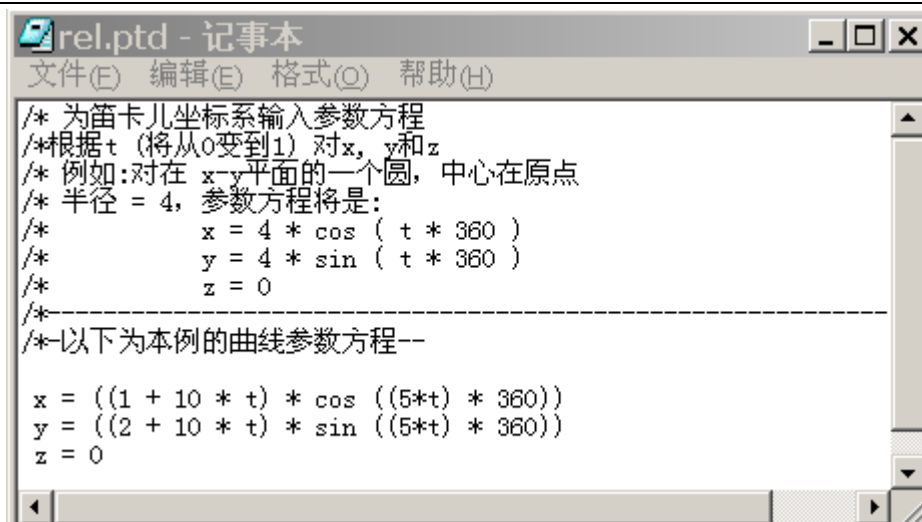 rel.ptd - 记事本
文件(F) 编辑(E) 格式(O) 帮助(H)
/* 为笛卡儿坐标系输入参数方程
/*根据t (将从0变到1) 对x, y和z
/* 例如:对在 x-y平面的一个圆，中心在原点
/* 半径 = 4，参数方程将是:
/* x = 4 * cos ( t * 360 )
/* y = 4 * sin ( t * 360 )
/* z = 0
/*-------------------------------------------------------------
/*-以下为本例的曲线参数方程--
x = ((1 + 10 * t) * cos ((5*t) * 360))
y = ((2 + 10 * t) * sin ((5*t) * 360))
z = 0